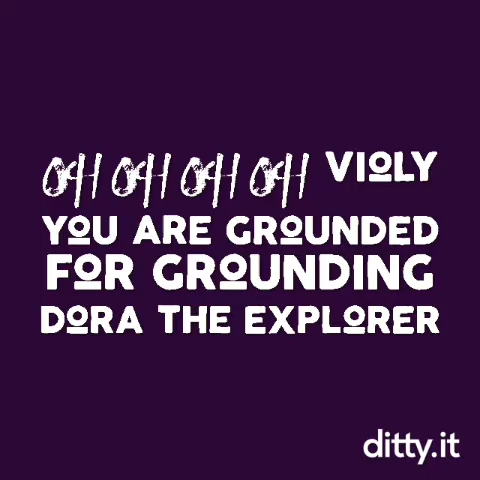 OH OH OH OH VIOLY
YOU ARE GROUNDED
FOR GROUNDING
DORA THE EXPLORER
ditty.it